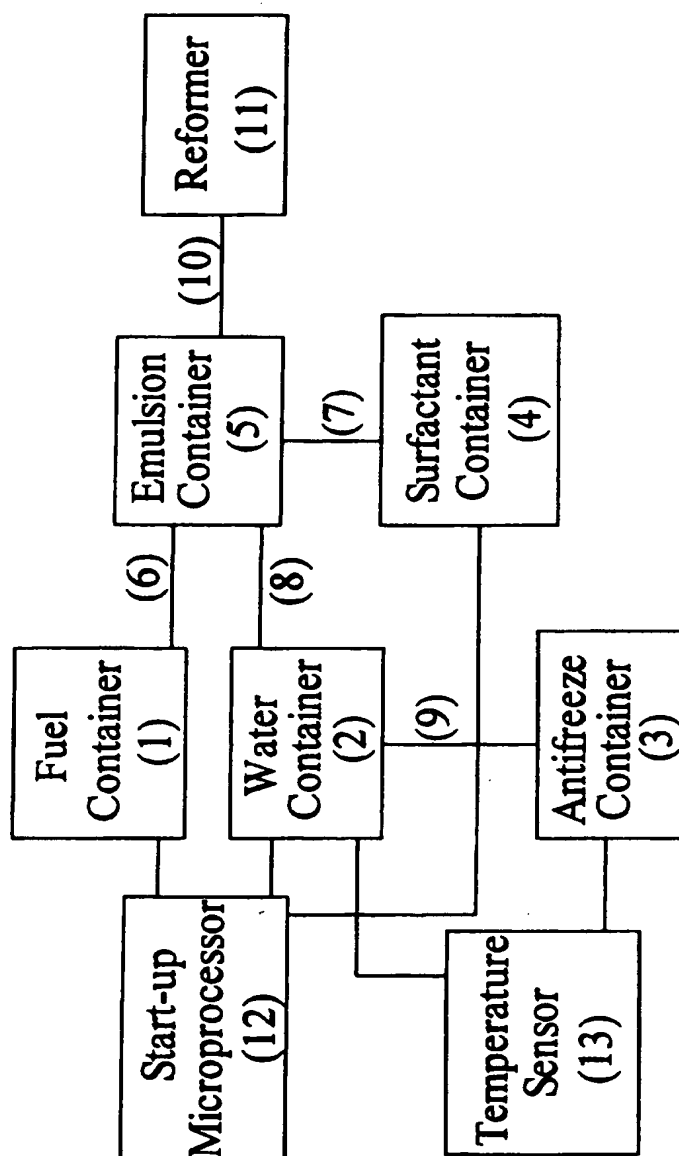 Start-up
Microprocessor
(12)
Fuel
Container
(1)
(6)
Emulsion
Container
(5)
(10)
Reformer
(11)
Water
Container
(2)
(8)
(7)
(9)
Surfactant
Container
(4)
Temperature
Sensor
(13)
Antifreeze
Container
(3)